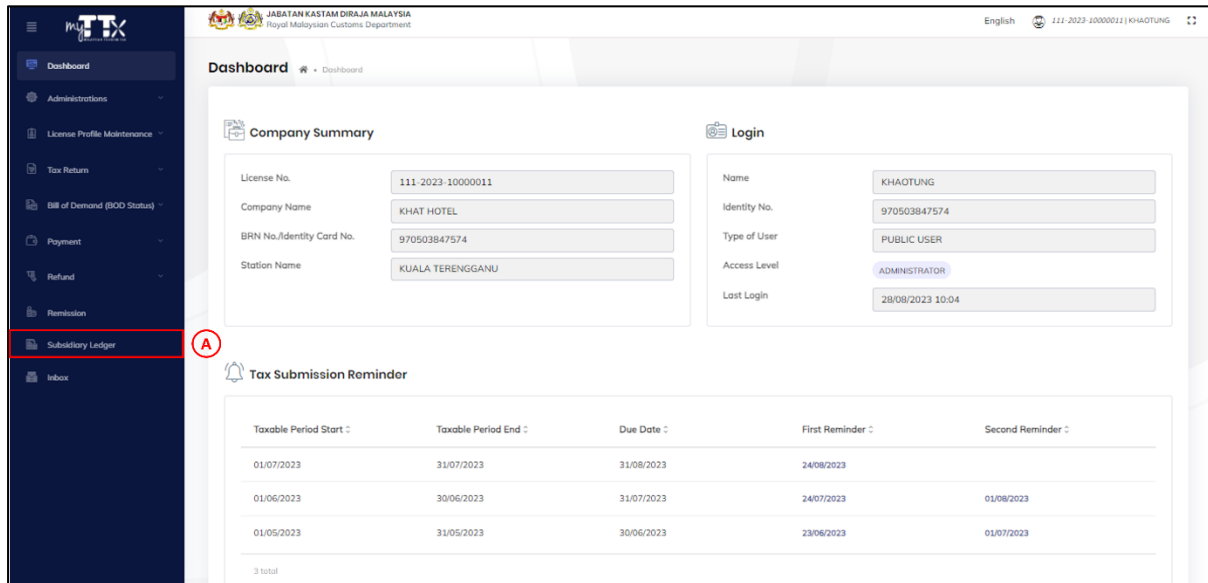 myTTX
JABATAN KASTAM DIRAJA MALAYSIA
Royal Malaysian Customs Department
English
111-2023-10000011 | KHAOTUNG
Dashboard
Administrations
License Profile Maintenance
Tax Return
Bill of Demand (BOD Status)
Payment
Refund
Remission
Subsidiary Ledger
A
Inbox
Dashboard • Dashboard
Company Summary
License No. 111-2023-10000011
Company Name KHAT HOTEL
BRN No./Identity Card No. 970503847574
Station Name KUALA TERENGGANU
Login
Name KHAOTUNG
Identity No. 970503847574
Type of User PUBLIC USER
Access Level ADMINISTRATOR
Last Login 28/08/2023 10:04
Tax Submission Reminder
Taxable Period Start Taxable Period End Due Date First Reminder Second Reminder
01/07/2023 31/07/2023 31/08/2023 24/08/2023
01/06/2023 30/06/2023 31/07/2023 24/07/2023 01/08/2023
01/05/2023 31/05/2023 30/06/2023 23/06/2023 01/07/2023
3 total